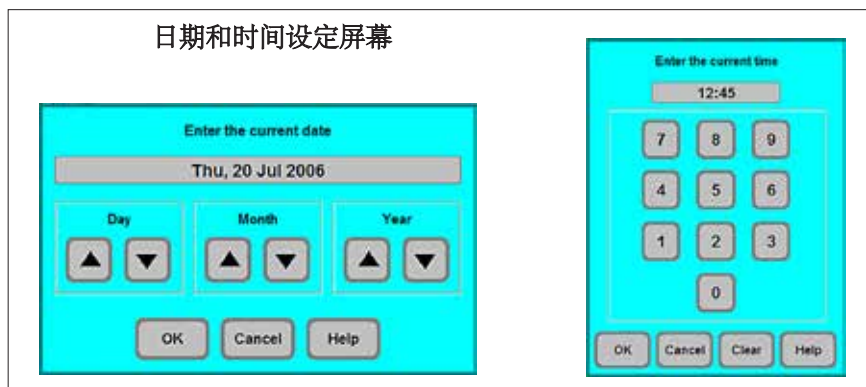 日期和时间设定屏幕
Enter the current date
Thu, 20 Jul 2006
Day Month Year
OK Cancel Help
Enter the current time
12:45
7 8 9
4 5 6
1 2 3
0
OK Cancel Clear Help